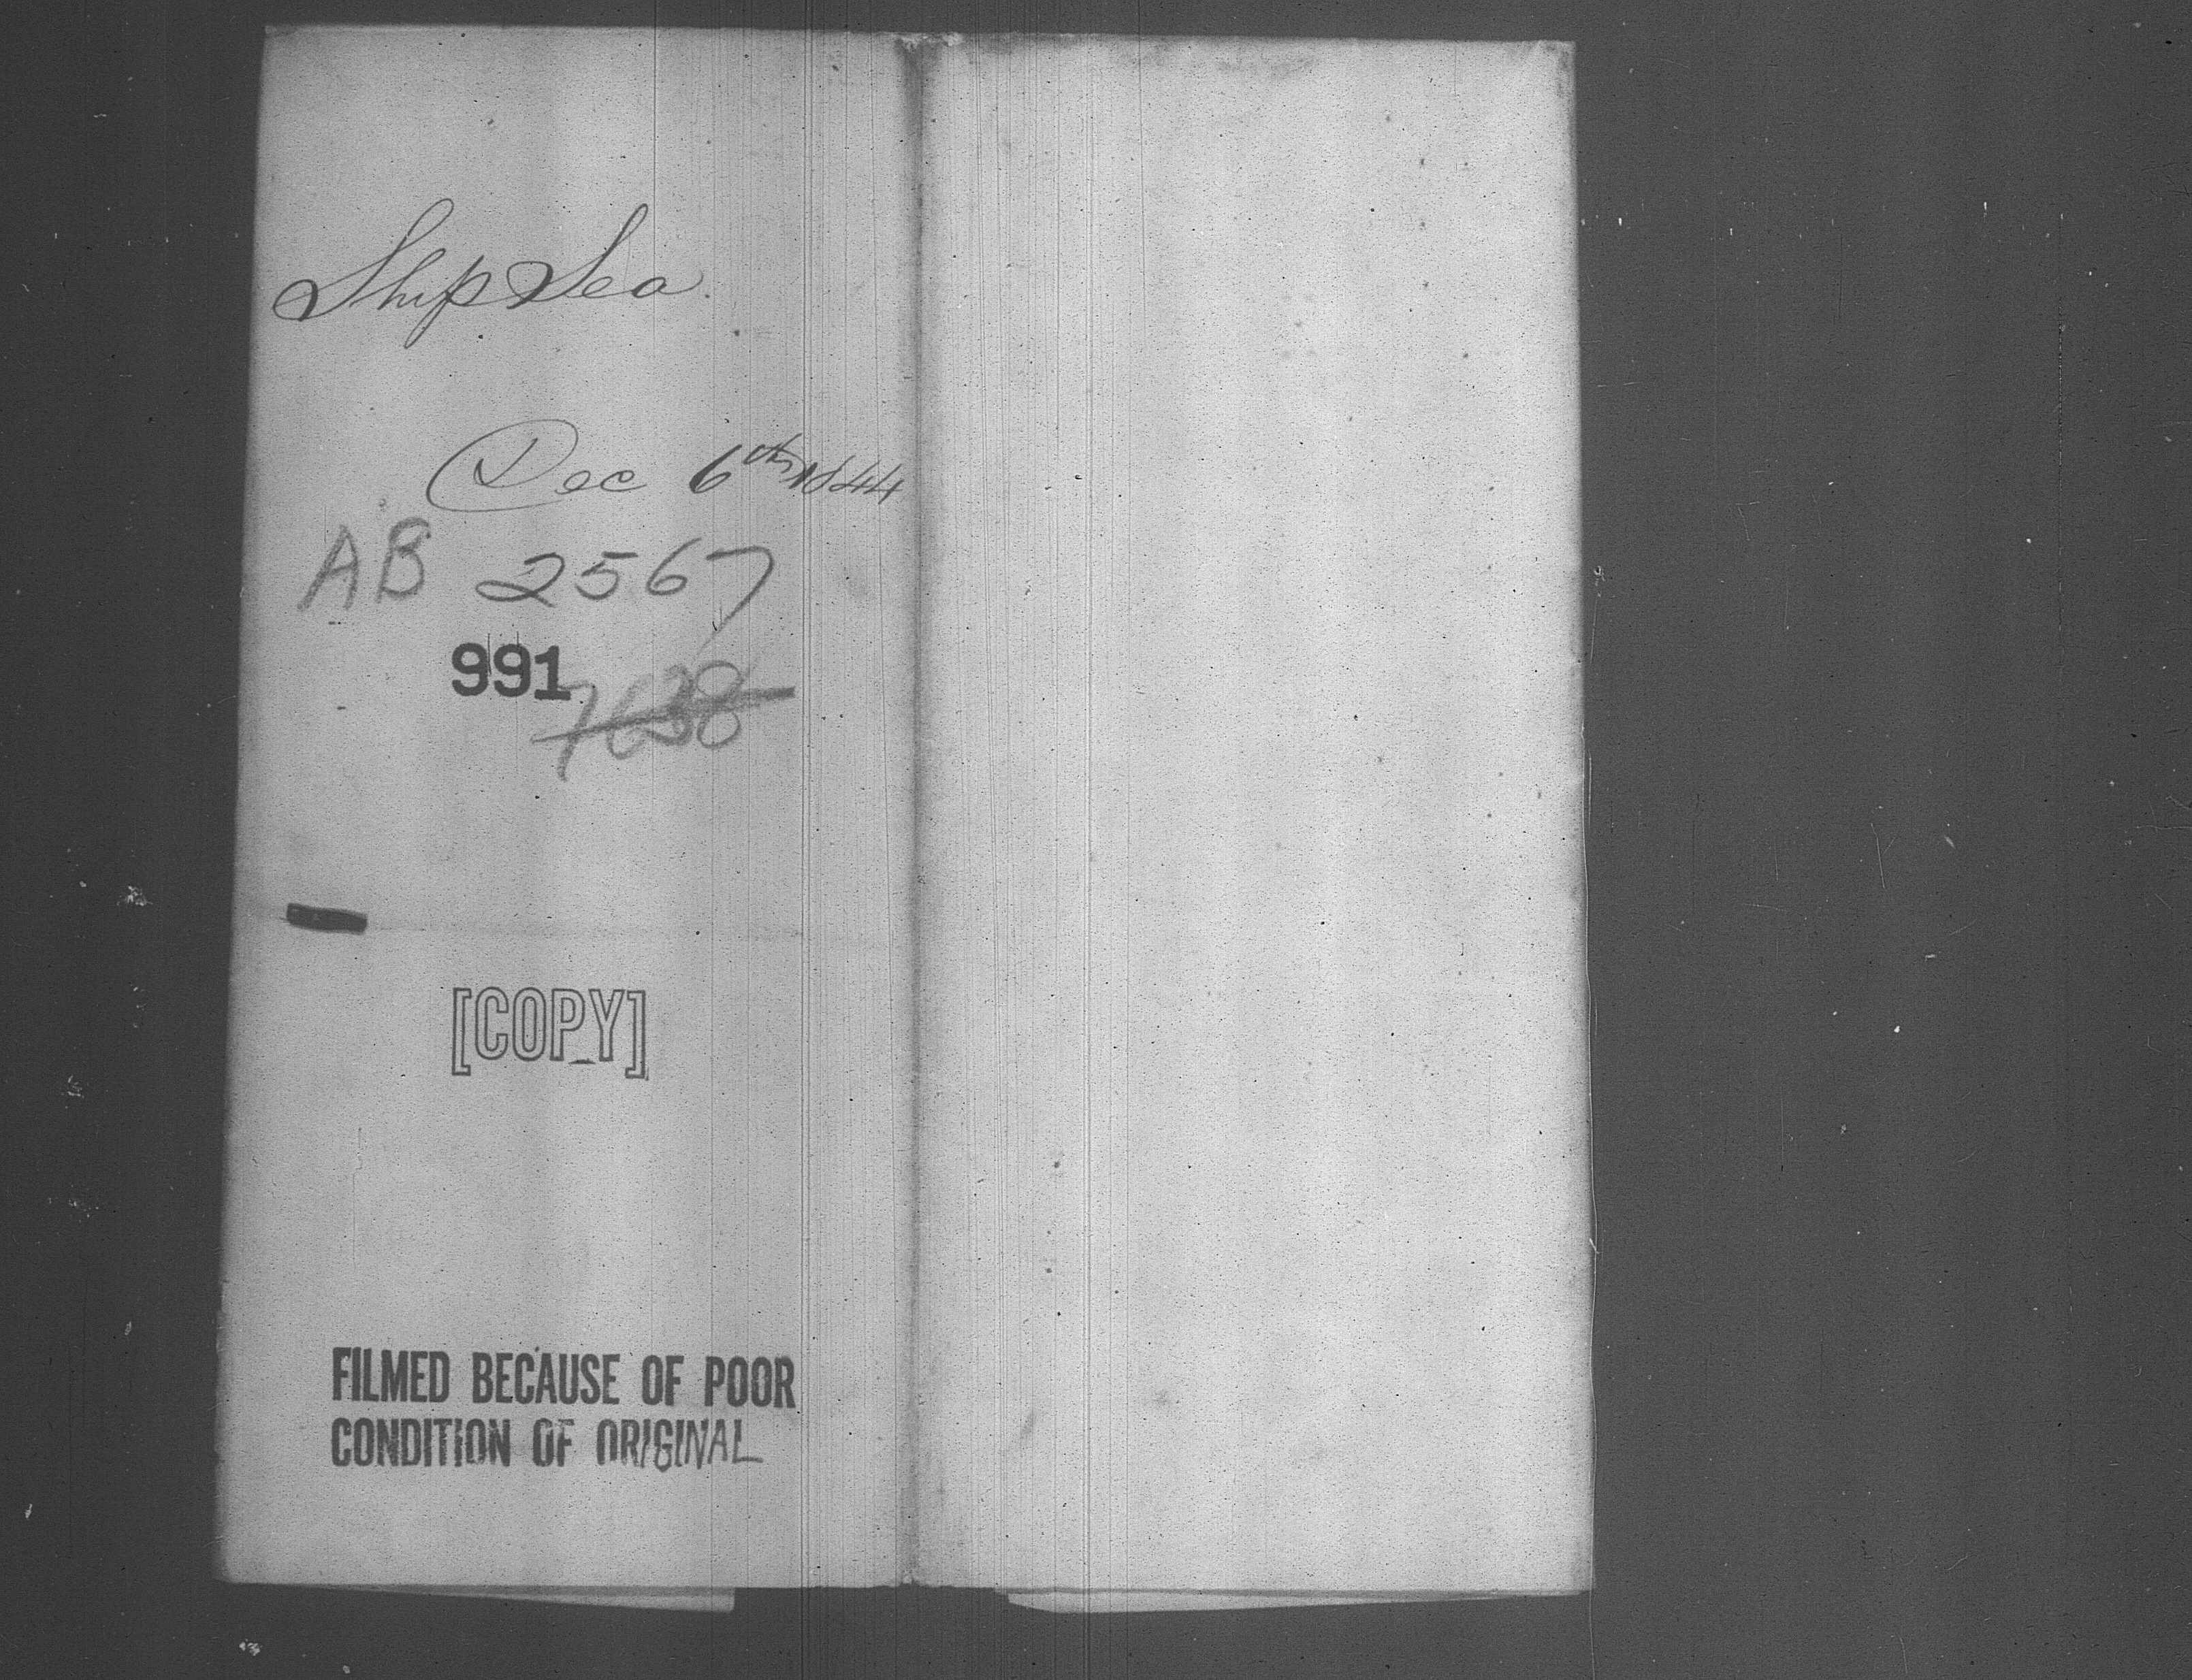 Ship Sea.
Dec 6th 1844
AB 2567
991
7638
[COPY]
FILMED BECAUSE OF POOR
CONDITION OF ORIGINAL